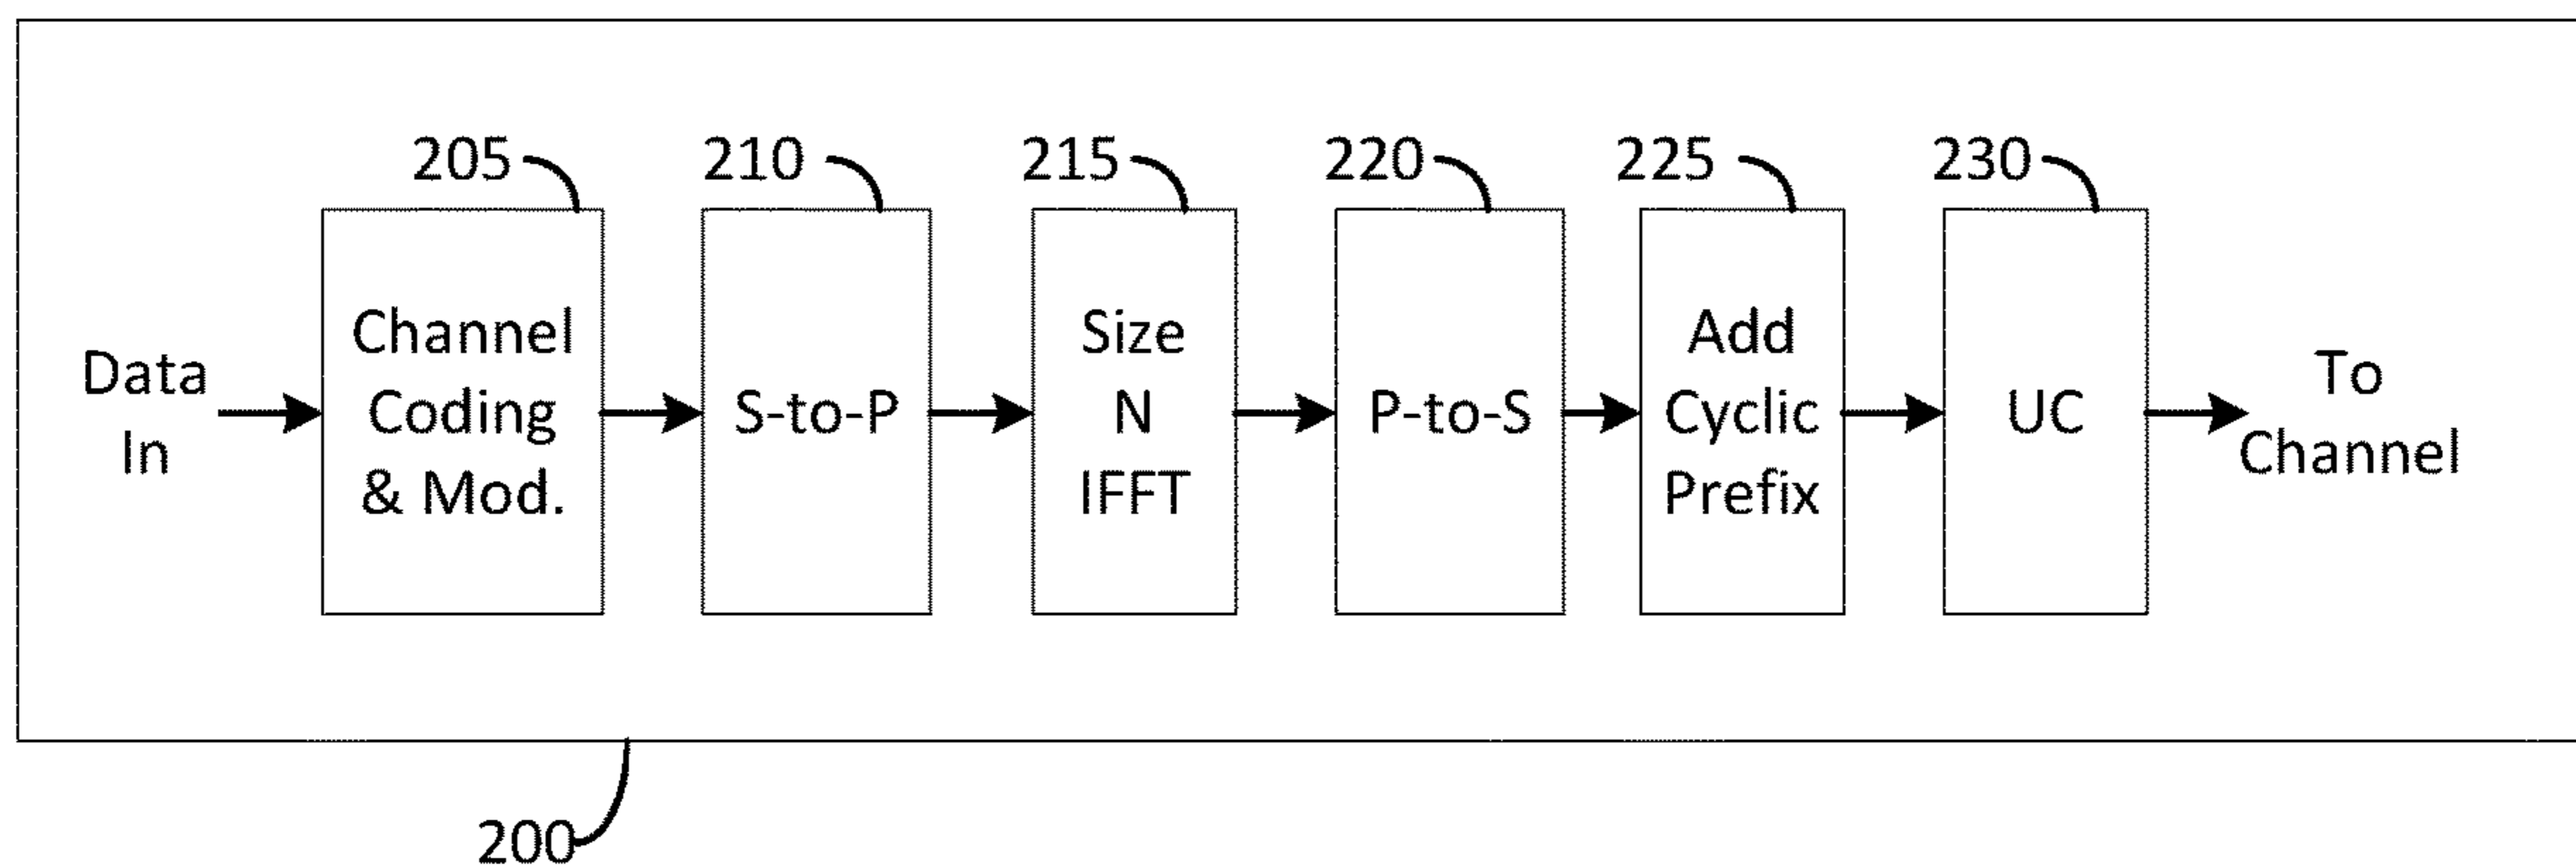 205
210
215
220
225
230
Data
In
Channel
Coding
& Mod.
S-to-P
Size
N
IFFT
P-to-S
Add
Cyclic
Prefix
UC
To
Channel
200